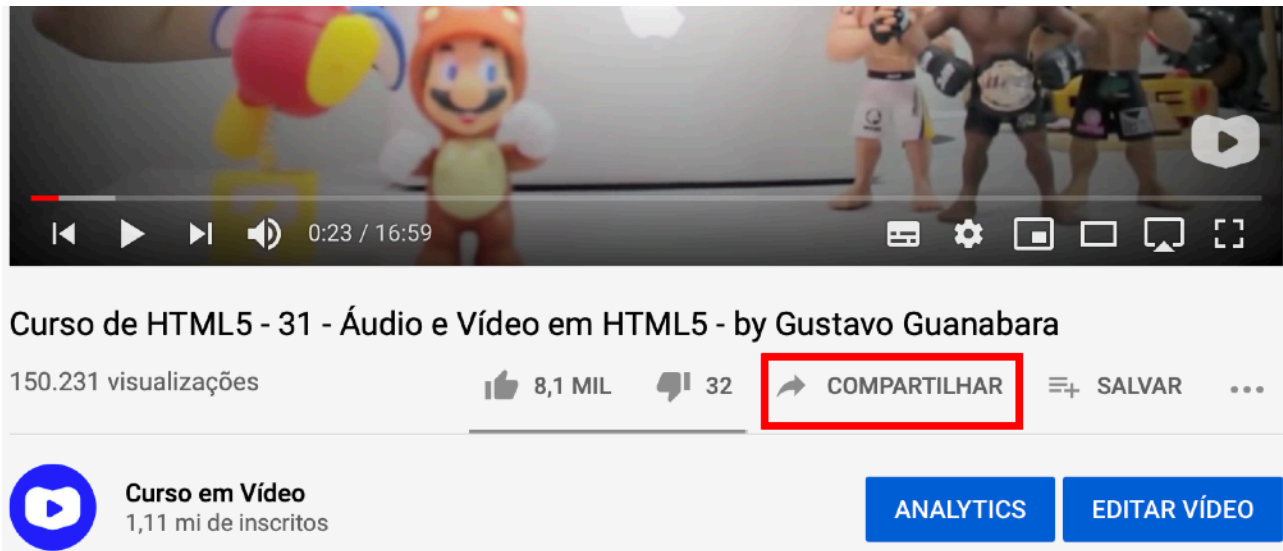 0:23 / 16:59
Curso de HTML5 - 31 - Áudio e Vídeo em HTML5 - by Gustavo Guanabara
150.231 visualizações
8,1 MIL
32
COMPARTILHAR
SALVAR
...
Curso em Vídeo
1,11 mi de inscritos
ANALYTICS
EDITAR VÍDEO